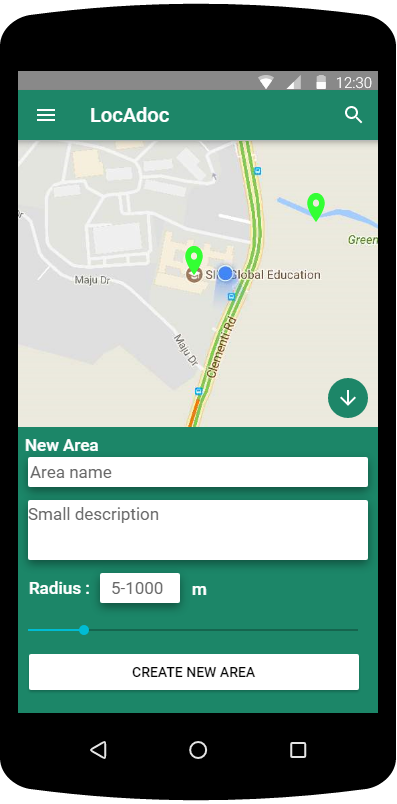 12:30
LocAdoc
Green
Global Education
Maju Dr
Maju Dr
Clementi Rd
New Area
Area name
Small description
Radius :
5-1000
m
CREATE NEW AREA